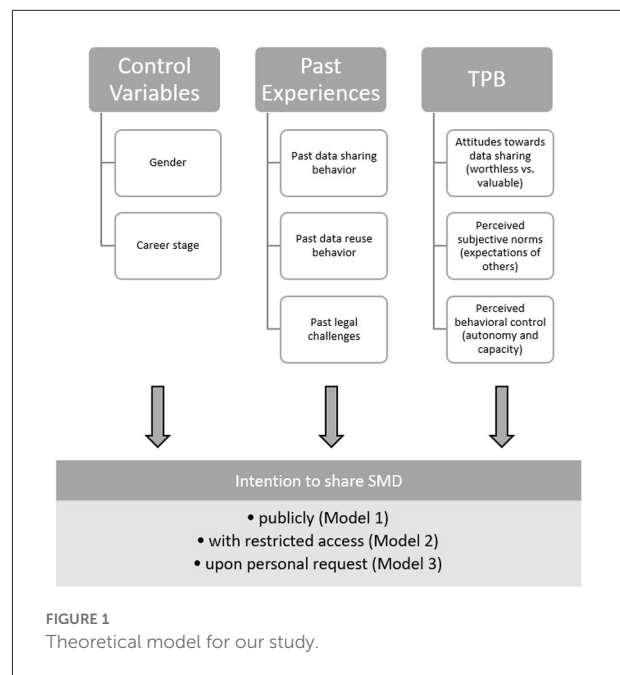 Control
Variables
Gender
Career stage
Past
Experiences
Past data sharing
behavior
Past data reuse
behavior
Past legal
challenges
TPB
Attitudes towards
data sharing
(worthless vs.
valuable)
Perceived
subjective norms
(expectations of
others)
Perceived
behavioral control
(autonomy and
capacity)
Intention to share SMD
• publicly (Model 1)
• with restricted access (Model 2)
• upon personal request (Model 3)
FIGURE 1
Theoretical model for our study.